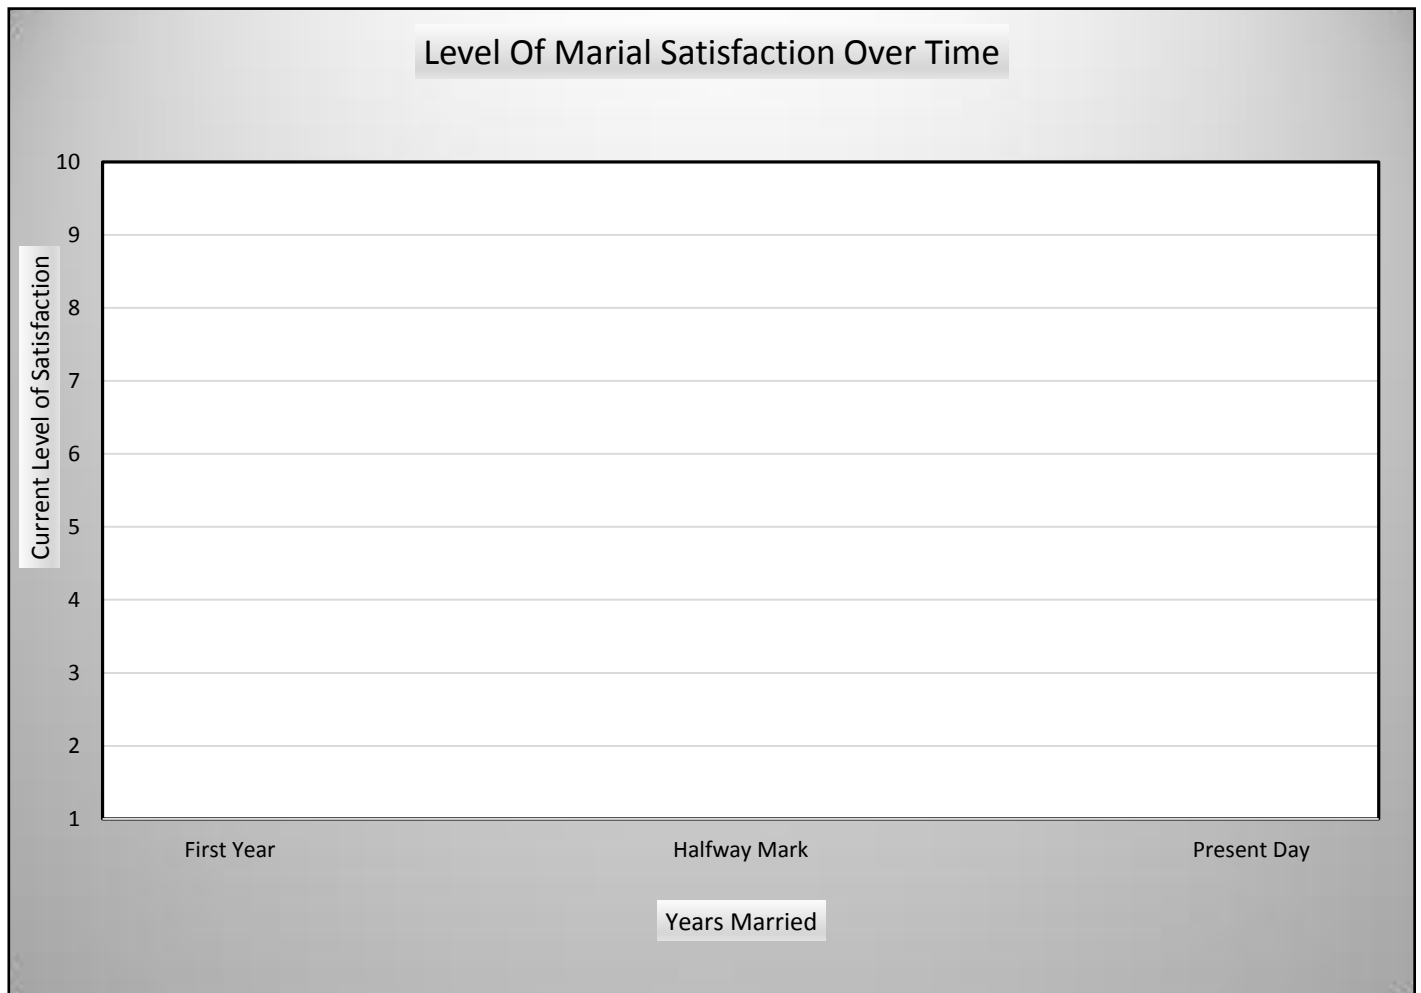 Level Of Marial Satisfaction Over Time
10
9
8
7
6
5
4
3
2
1
Current Level of Satisfaction
First Year
Halfway Mark
Present Day
Years Married